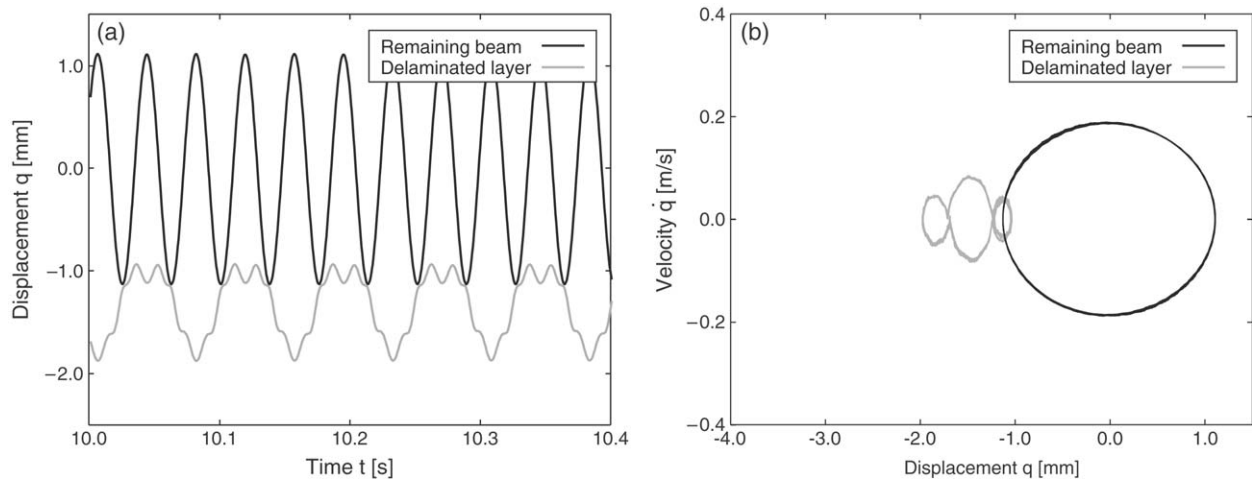 (a)
Remaining beam
Delaminated layer
1.0
0.0
−1.0
−2.0
Displacement q [mm]
10.0 10.1 10.2 10.3 10.4
Time t [s]
(b)
Remaining beam
Delaminated layer
0.4
0.2
0.0
−0.2
−0.4
Velocity q̇ [m/s]
-4.0 -3.0 -2.0 -1.0 0.0 1.0
Displacement q [mm]